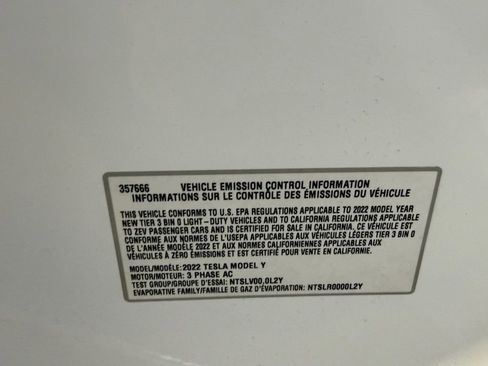 357666 VEHICLE EMISSION CONTROL INFORMATION
INFORMATIONS SUR LE CONTRÔLE DES ÉMISSIONS DU VÉHICULE
THIS VEHICLE CONFORMS TO U.S. EPA REGULATIONS APPLICABLE TO 2022 MODEL YEAR
NEW TIER 3 BIN 0 LIGHT-DUTY VEHICLES AND TO CALIFORNIA REGULATIONS APPLICABLE
TO ZEV PASSENGER CARS AND IS CERTIFIED FOR SALE IN CALIFORNIA. CE VÉHICULE EST
CONFORME AUX NORMES DE L'USEPA APPLICABLES AUX VÉHICULES LÉGERS TIER 3 BIN 0
DE L'ANNÉE MODÈLE 2022 ET AUX NORMES CALIFORNIENNES APPLICABLES AUX
VÉHICULES À ZÉRO ÉMISSIONS ET EST CERTIFIÉ POUR LA VENTE EN CALIFORNIE.
MODEL/MODÈLE:2022 TESLA MODEL Y
MOTOR/MOTEUR: 3 PHASE AC
TEST GROUP/GROUPE D'ESSAI: NTSLV00.0L2Y
EVAPORATIVE FAMILY/FAMILLE DE GAZ D'ÉVAPORATION: NTSLR0000L2Y